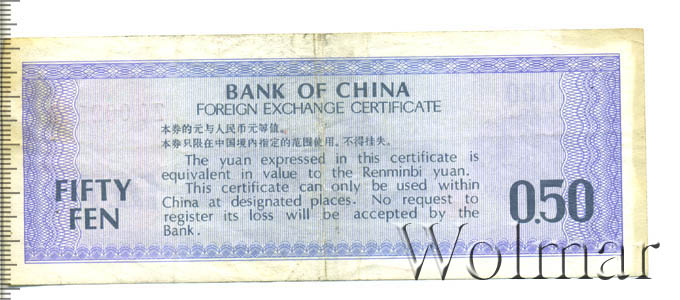 BANK OF CHINA
FOREIGN EXCHANGE CERTIFICATE
本券的元与人民币元等值。
本券只限在中国境内指定的范围使用。不得挂失。
The yuan expressed in this certificate is
equivalent in value to the Renminbi yuan.
This certificate can only be used within
China at designated places. No request to
register its loss will be accepted by the
Bank.
FIFTY
FEN
0.50
Wolmar